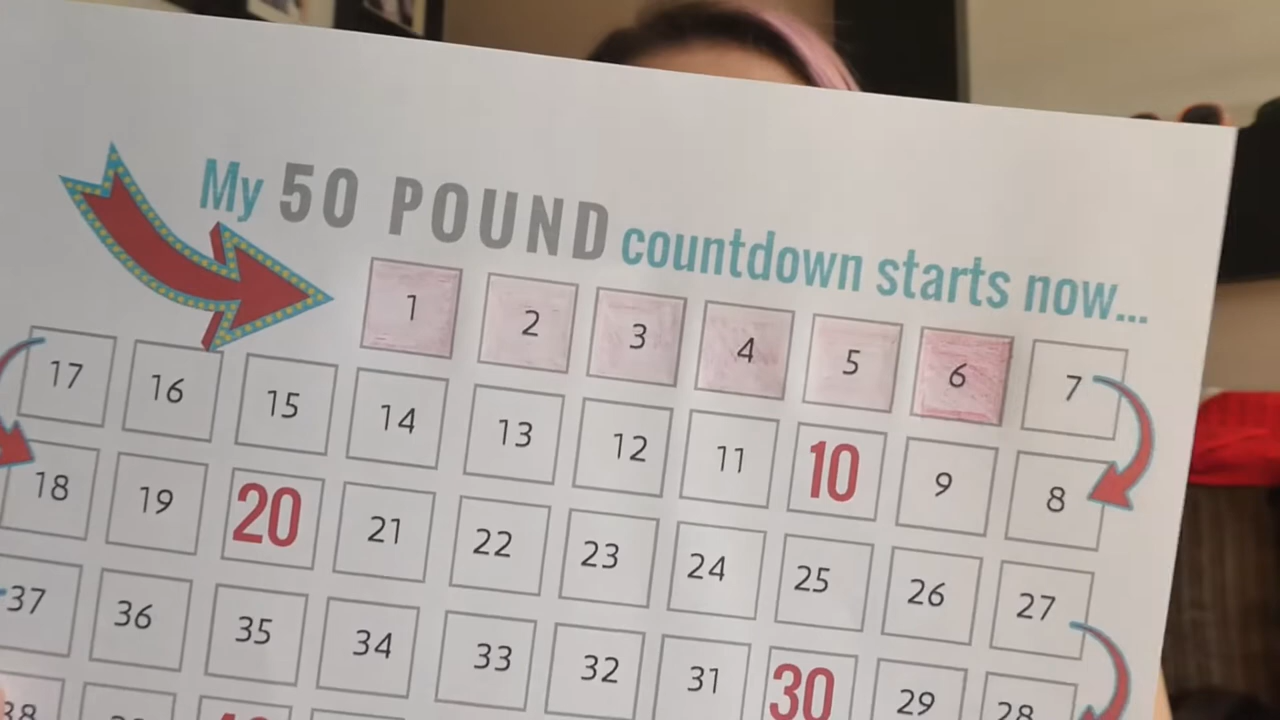 My 50 POUND countdown starts now...
1 2 3 4 5 6 7
17 16 15 14 13 12 11 10 9 8
18 19 20 21 22 23 24 25 26 27
37 36 35 34 33 32 31 30 29 28
38